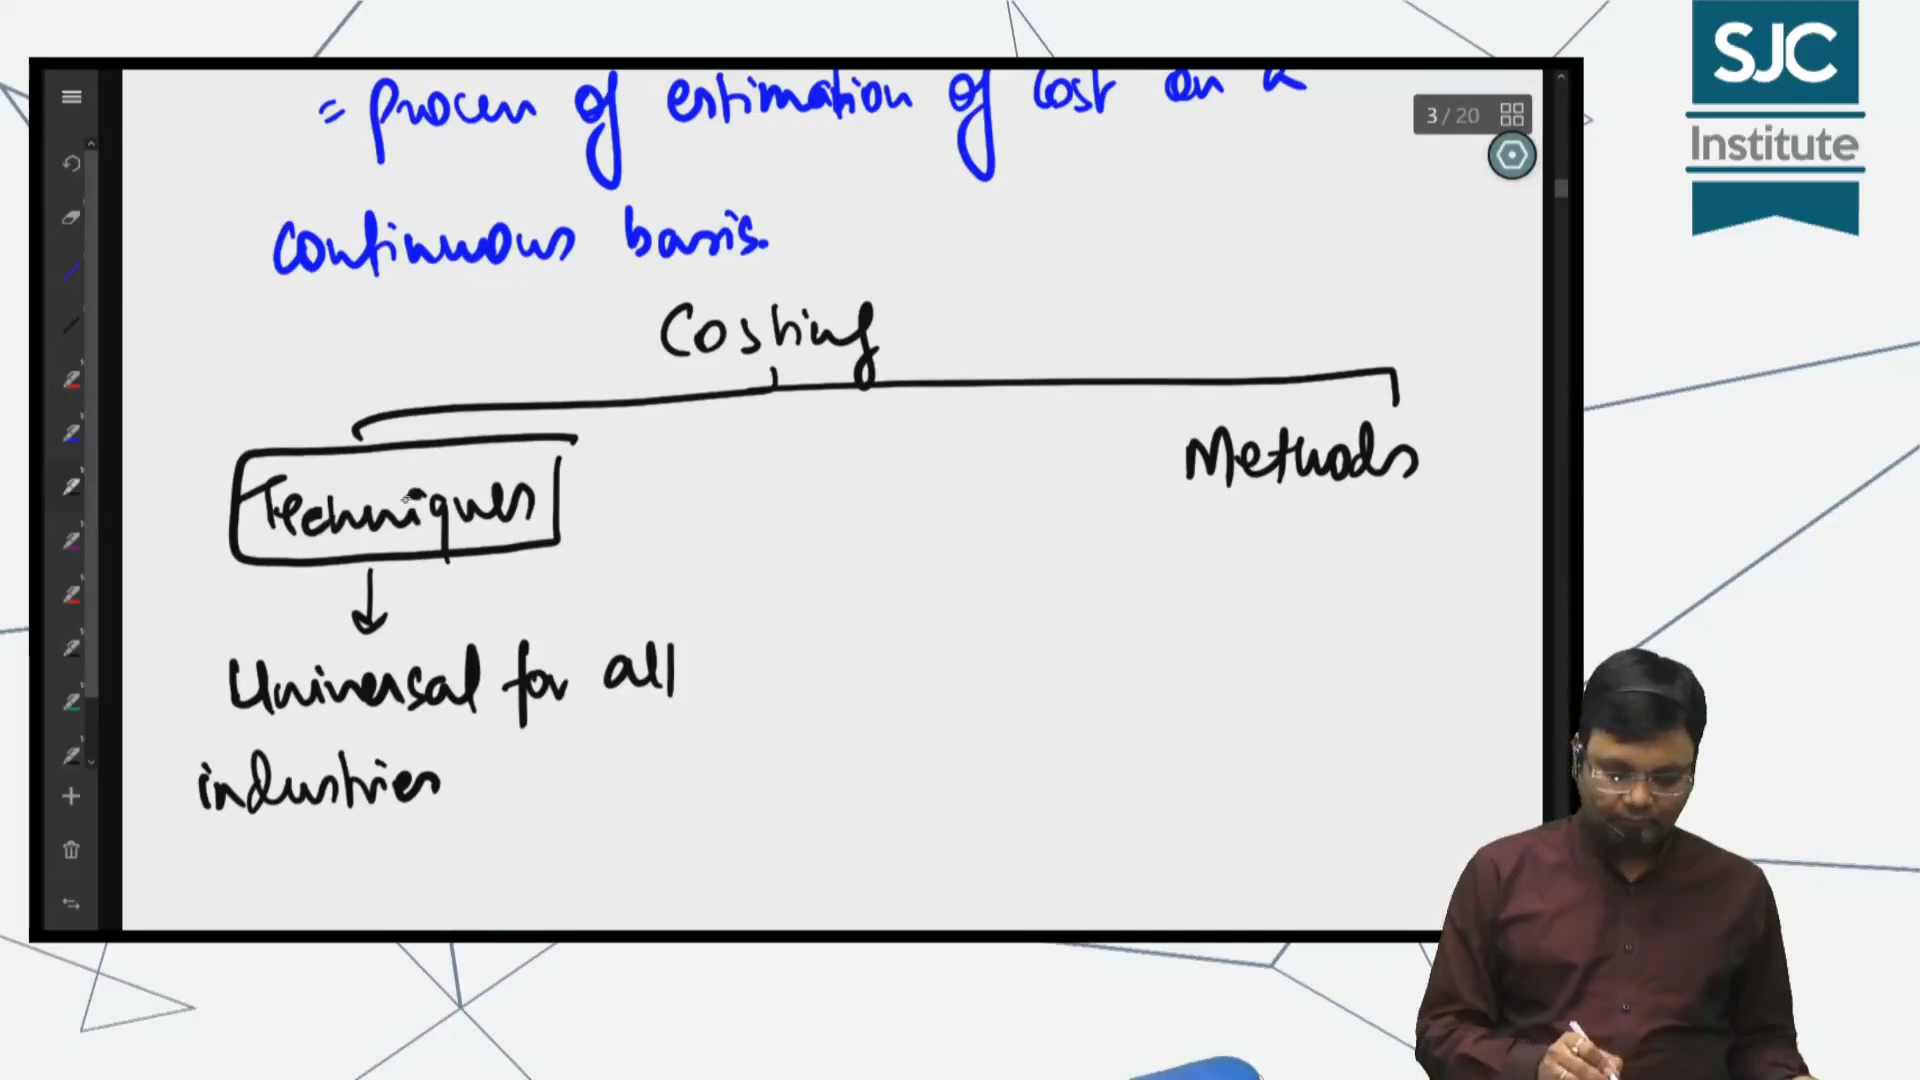 = process of estimation of cost on a
continuous basis.
Costing
Techniques
Methods
Universal for all
industries
3 / 20
SJC
Institute